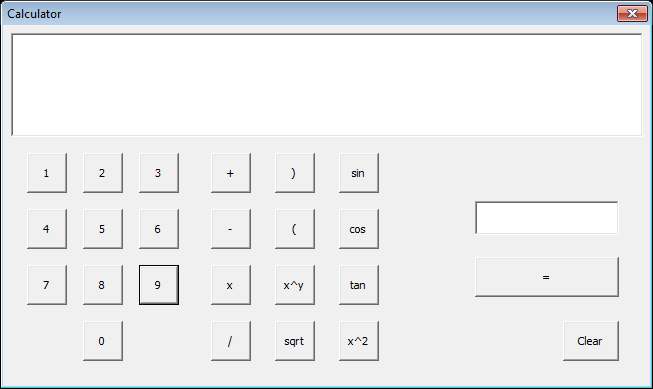 Calculator
1 2 3 + ) sin
4 5 6 - ( cos
7 8 9 x x^y tan =
0 / sqrt x^2 Clear